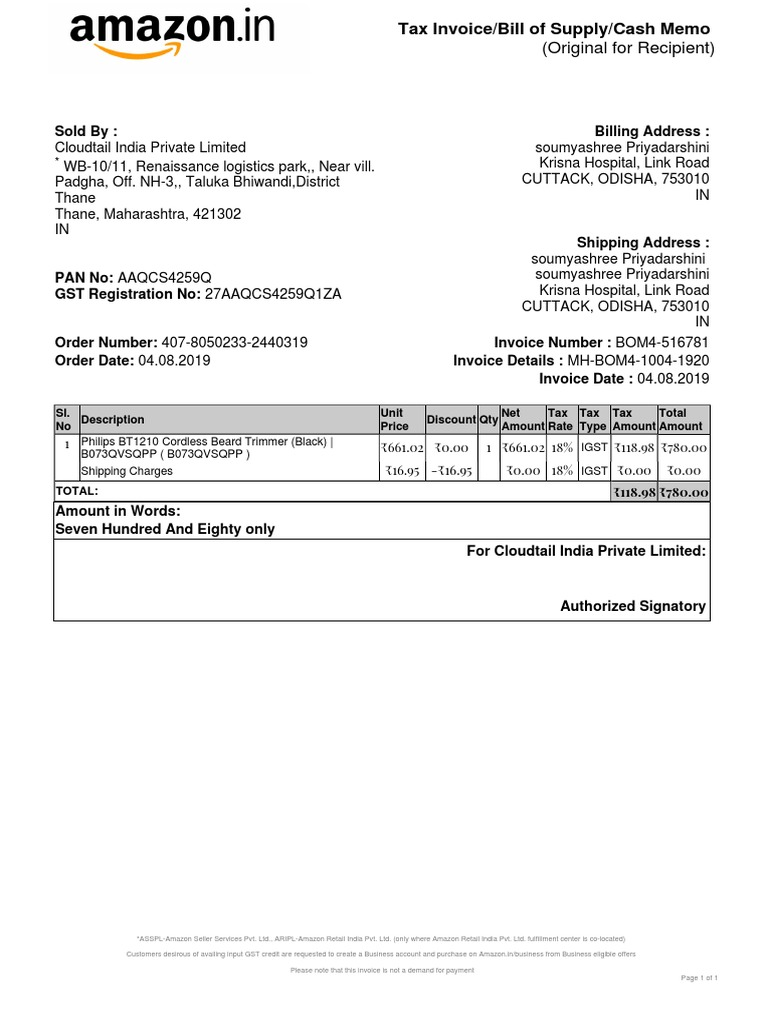 amazon.in
Tax Invoice/Bill of Supply/Cash Memo
(Original for Recipient)
Sold By :
Cloudtail India Private Limited
* WB-10/11, Renaissance logistics park,, Near vill.
Padgha, Off. NH-3,, Taluka Bhiwandi,District
Thane
Thane, Maharashtra, 421302
IN
Billing Address :
soumyashree Priyadarshini
Krisna Hospital, Link Road
CUTTACK, ODISHA, 753010
IN
Shipping Address :
soumyashree Priyadarshini
soumyashree Priyadarshini
Krisna Hospital, Link Road
CUTTACK, ODISHA, 753010
IN
PAN No: AAQCS4259Q
GST Registration No: 27AAQCS4259Q1ZA
Order Number: 407-8050233-2440319
Order Date: 04.08.2019
Invoice Number : BOM4-516781
Invoice Details : MH-BOM4-1004-1920
Invoice Date : 04.08.2019
Sl. No Description Unit Price Discount Qty Net Amount Tax Rate Tax Type Tax Amount Total Amount
1 Philips BT1210 Cordless Beard Trimmer (Black) | ₹661.02 ₹0.00 1 ₹661.02 18% IGST ₹118.98 ₹780.00
B073QVSQPP ( B073QVSQPP )
Shipping Charges ₹16.95 -₹16.95 ₹0.00 18% IGST ₹0.00 ₹0.00
TOTAL: ₹118.98 ₹780.00
Amount in Words:
Seven Hundred And Eighty only
For Cloudtail India Private Limited:
Authorized Signatory
*ASSPL-Amazon Seller Services Pvt. Ltd., ARIPL-Amazon Retail India Pvt. Ltd. (only where Amazon Retail India Pvt. Ltd. fulfillment center is co-located)
Customers desirous of availing input GST credit are requested to create a Business account and purchase on Amazon.in/business from Business eligible offers
Please note that this invoice is not a demand for payment
Page 1 of 1